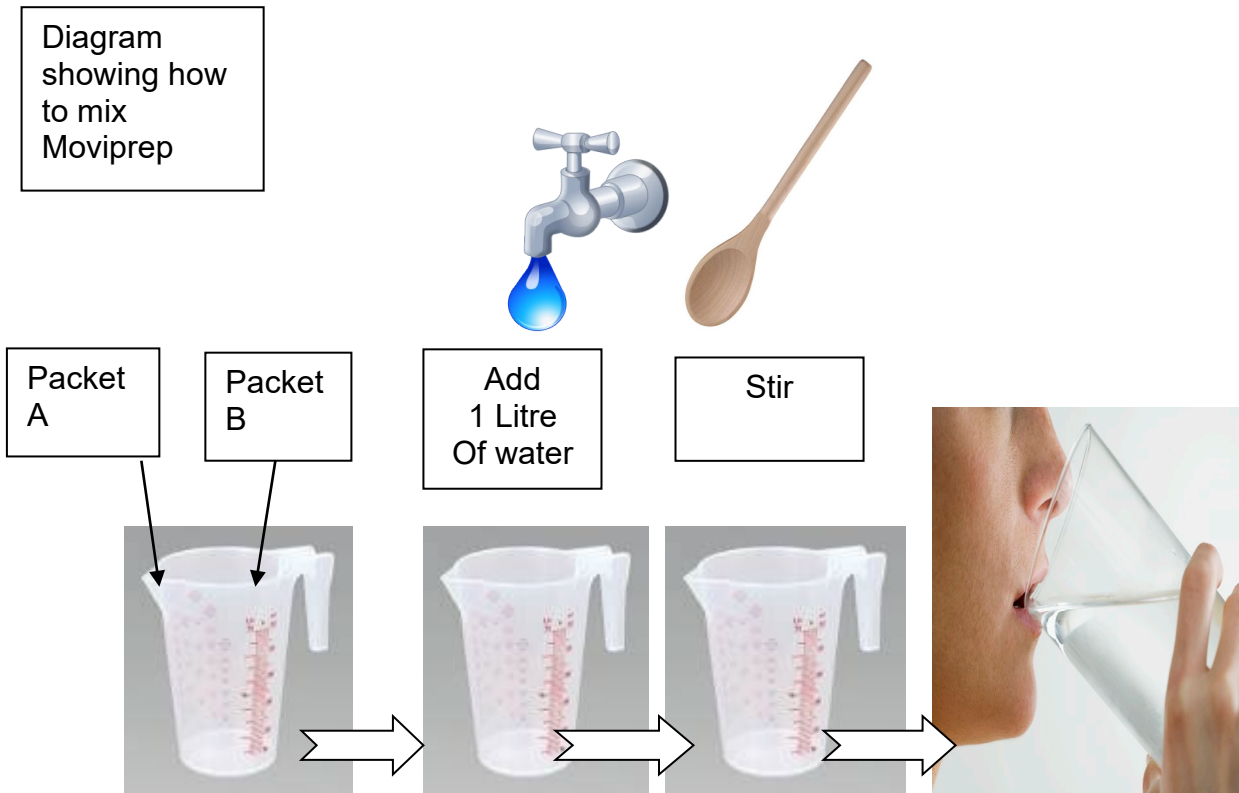 Diagram
showing how
to mix
Moviprep
Packet
A
Packet
B
Add
1 Litre
Of water
Stir